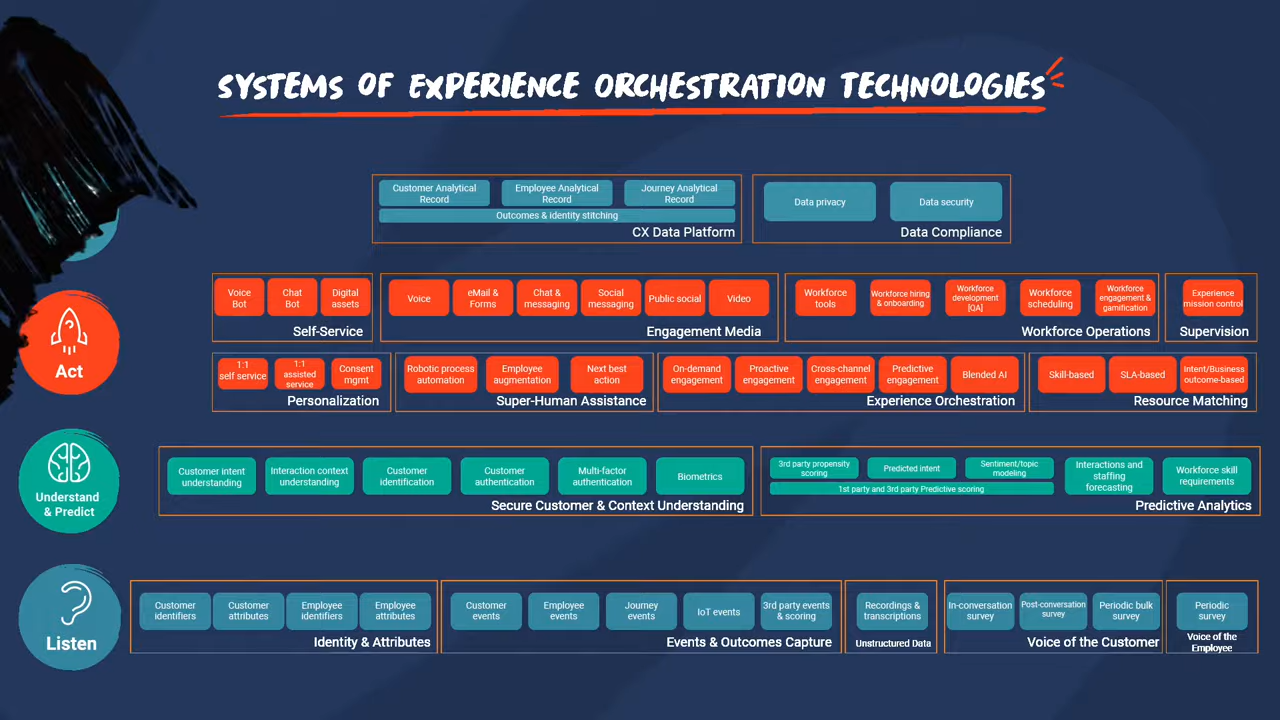 SYSTEMS OF EXPERIENCE ORCHESTRATION TECHNOLOGIES
Customer Analytical
Record
Employee Analytical
Record
Journey Analytical
Record
Outcomes & identity stitching
CX Data Platform
Data privacy
Data security
Data Compliance
Act
Voice
Bot
Chat
Bot
Digital
assets
Self-Service
Voice
eMail &
Forms
Chat &
messaging
Social
messaging
Public social
Video
Engagement Media
Workforce
tools
Workforce hiring
& onboarding
Workforce
development
[QA]
Workforce
scheduling
Workforce
engagement &
gamification
Workforce Operations
Experience
mission control
Supervision
1:1
self service
1:1
assisted
service
Consent
mgmt
Personalization
Robotic process
automation
Employee
augmentation
Next best
action
Super-Human Assistance
On-demand
engagement
Proactive
engagement
Cross-channel
engagement
Predictive
engagement
Blended AI
Experience Orchestration
Skill-based
SLA-based
Intent/Business
outcome-based
Resource Matching
Understand
& Predict
Customer intent
understanding
Interaction context
understanding
Customer
identification
Customer
authentication
Multi-factor
authentication
Biometrics
Secure Customer & Context Understanding
3rd party propensity
scoring
Predicted intent
Sentiment/topic
modeling
1st party and 3rd party Predictive scoring
Interactions and
staffing
forecasting
Workforce skill
requirements
Predictive Analytics
Listen
Customer
identifiers
Customer
attributes
Employee
identifiers
Employee
attributes
Identity & Attributes
Customer
events
Employee
events
Journey
events
IoT events
3rd party events
& scoring
Events & Outcomes Capture
Recordings &
transcriptions
Unstructured Data
In-conversation
survey
Post-conversation
survey
Periodic bulk
survey
Voice of the Customer
Periodic
survey
Voice of the
Employee